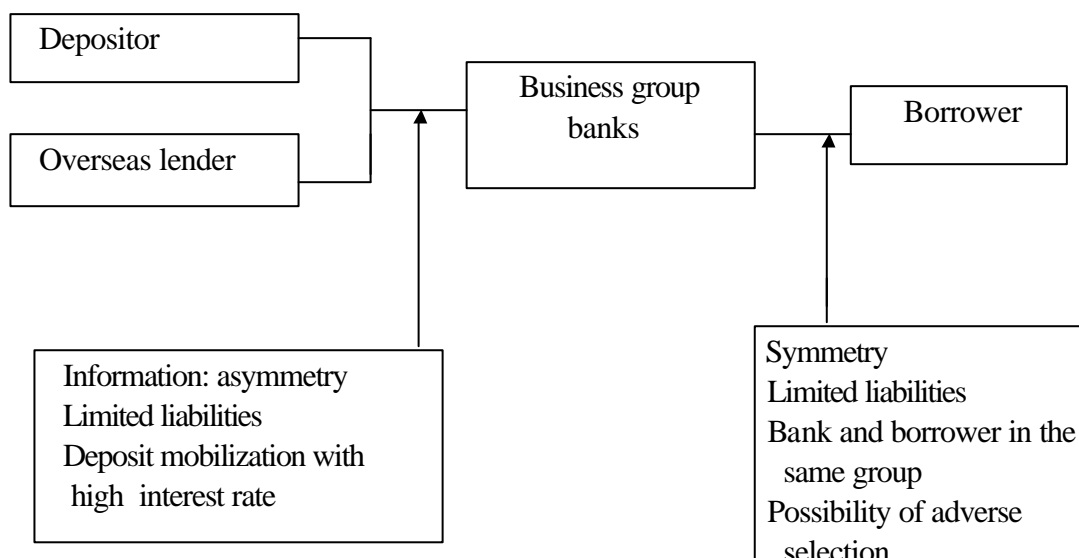 Depositor
Overseas lender
Business group
banks
Borrower
Information: asymmetry
Limited liabilities
Deposit mobilization with
high interest rate
Symmetry
Limited liabilities
Bank and borrower in the
same group
Possibility of adverse
selection